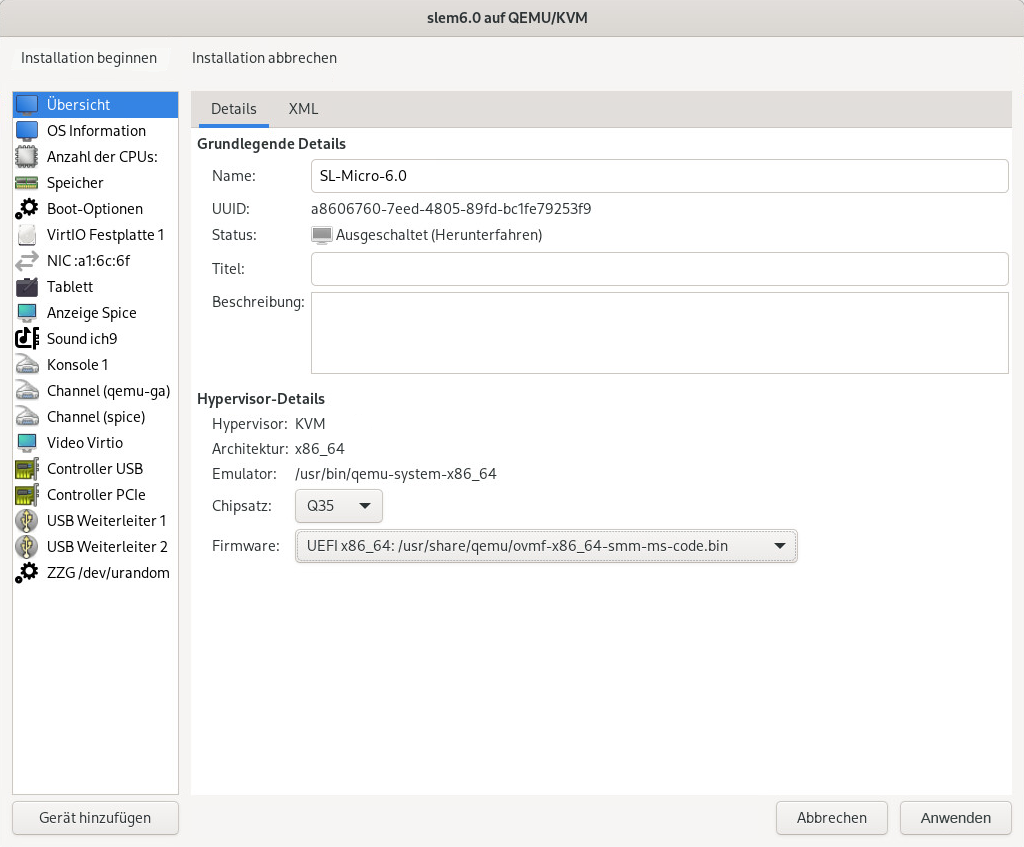 slem6.0 auf QEMU/KVM
Installation beginnen
Installation abbrechen
Übersicht
OS Information
Anzahl der CPUs:
Speicher
Boot-Optionen
VirtIO Festplatte 1
NIC :a1:6c:6f
Tablett
Anzeige Spice
Sound ich9
Konsole 1
Channel (qemu-ga)
Channel (spice)
Video Virtio
Controller USB
Controller PCIe
USB Weiterleiter 1
USB Weiterleiter 2
ZZG /dev/urandom
Gerät hinzufügen
Details
XML
Grundlegende Details
Name: SL-Micro-6.0
UUID: a8606760-7eed-4805-89fd-bc1fe79253f9
Status: Ausgeschaltet (Herunterfahren)
Titel:
Beschreibung:
Hypervisor-Details
Hypervisor: KVM
Architektur: x86_64
Emulator: /usr/bin/qemu-system-x86_64
Chipsatz: Q35
Firmware: UEFI x86_64: /usr/share/qemu/ovmf-x86_64-smm-ms-code.bin
Abbrechen
Anwenden